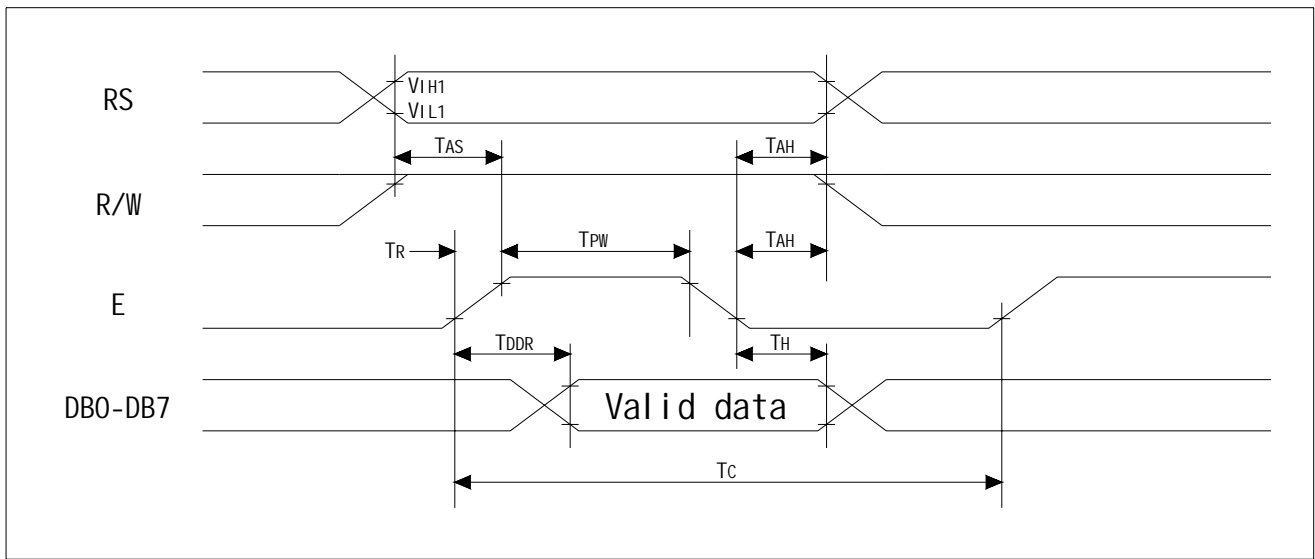 RS
VIH1
VIL1
TAS
TAH
R/W
TR
TPW
TAH
E
TDDR
TH
DB0-DB7
Valid data
TC